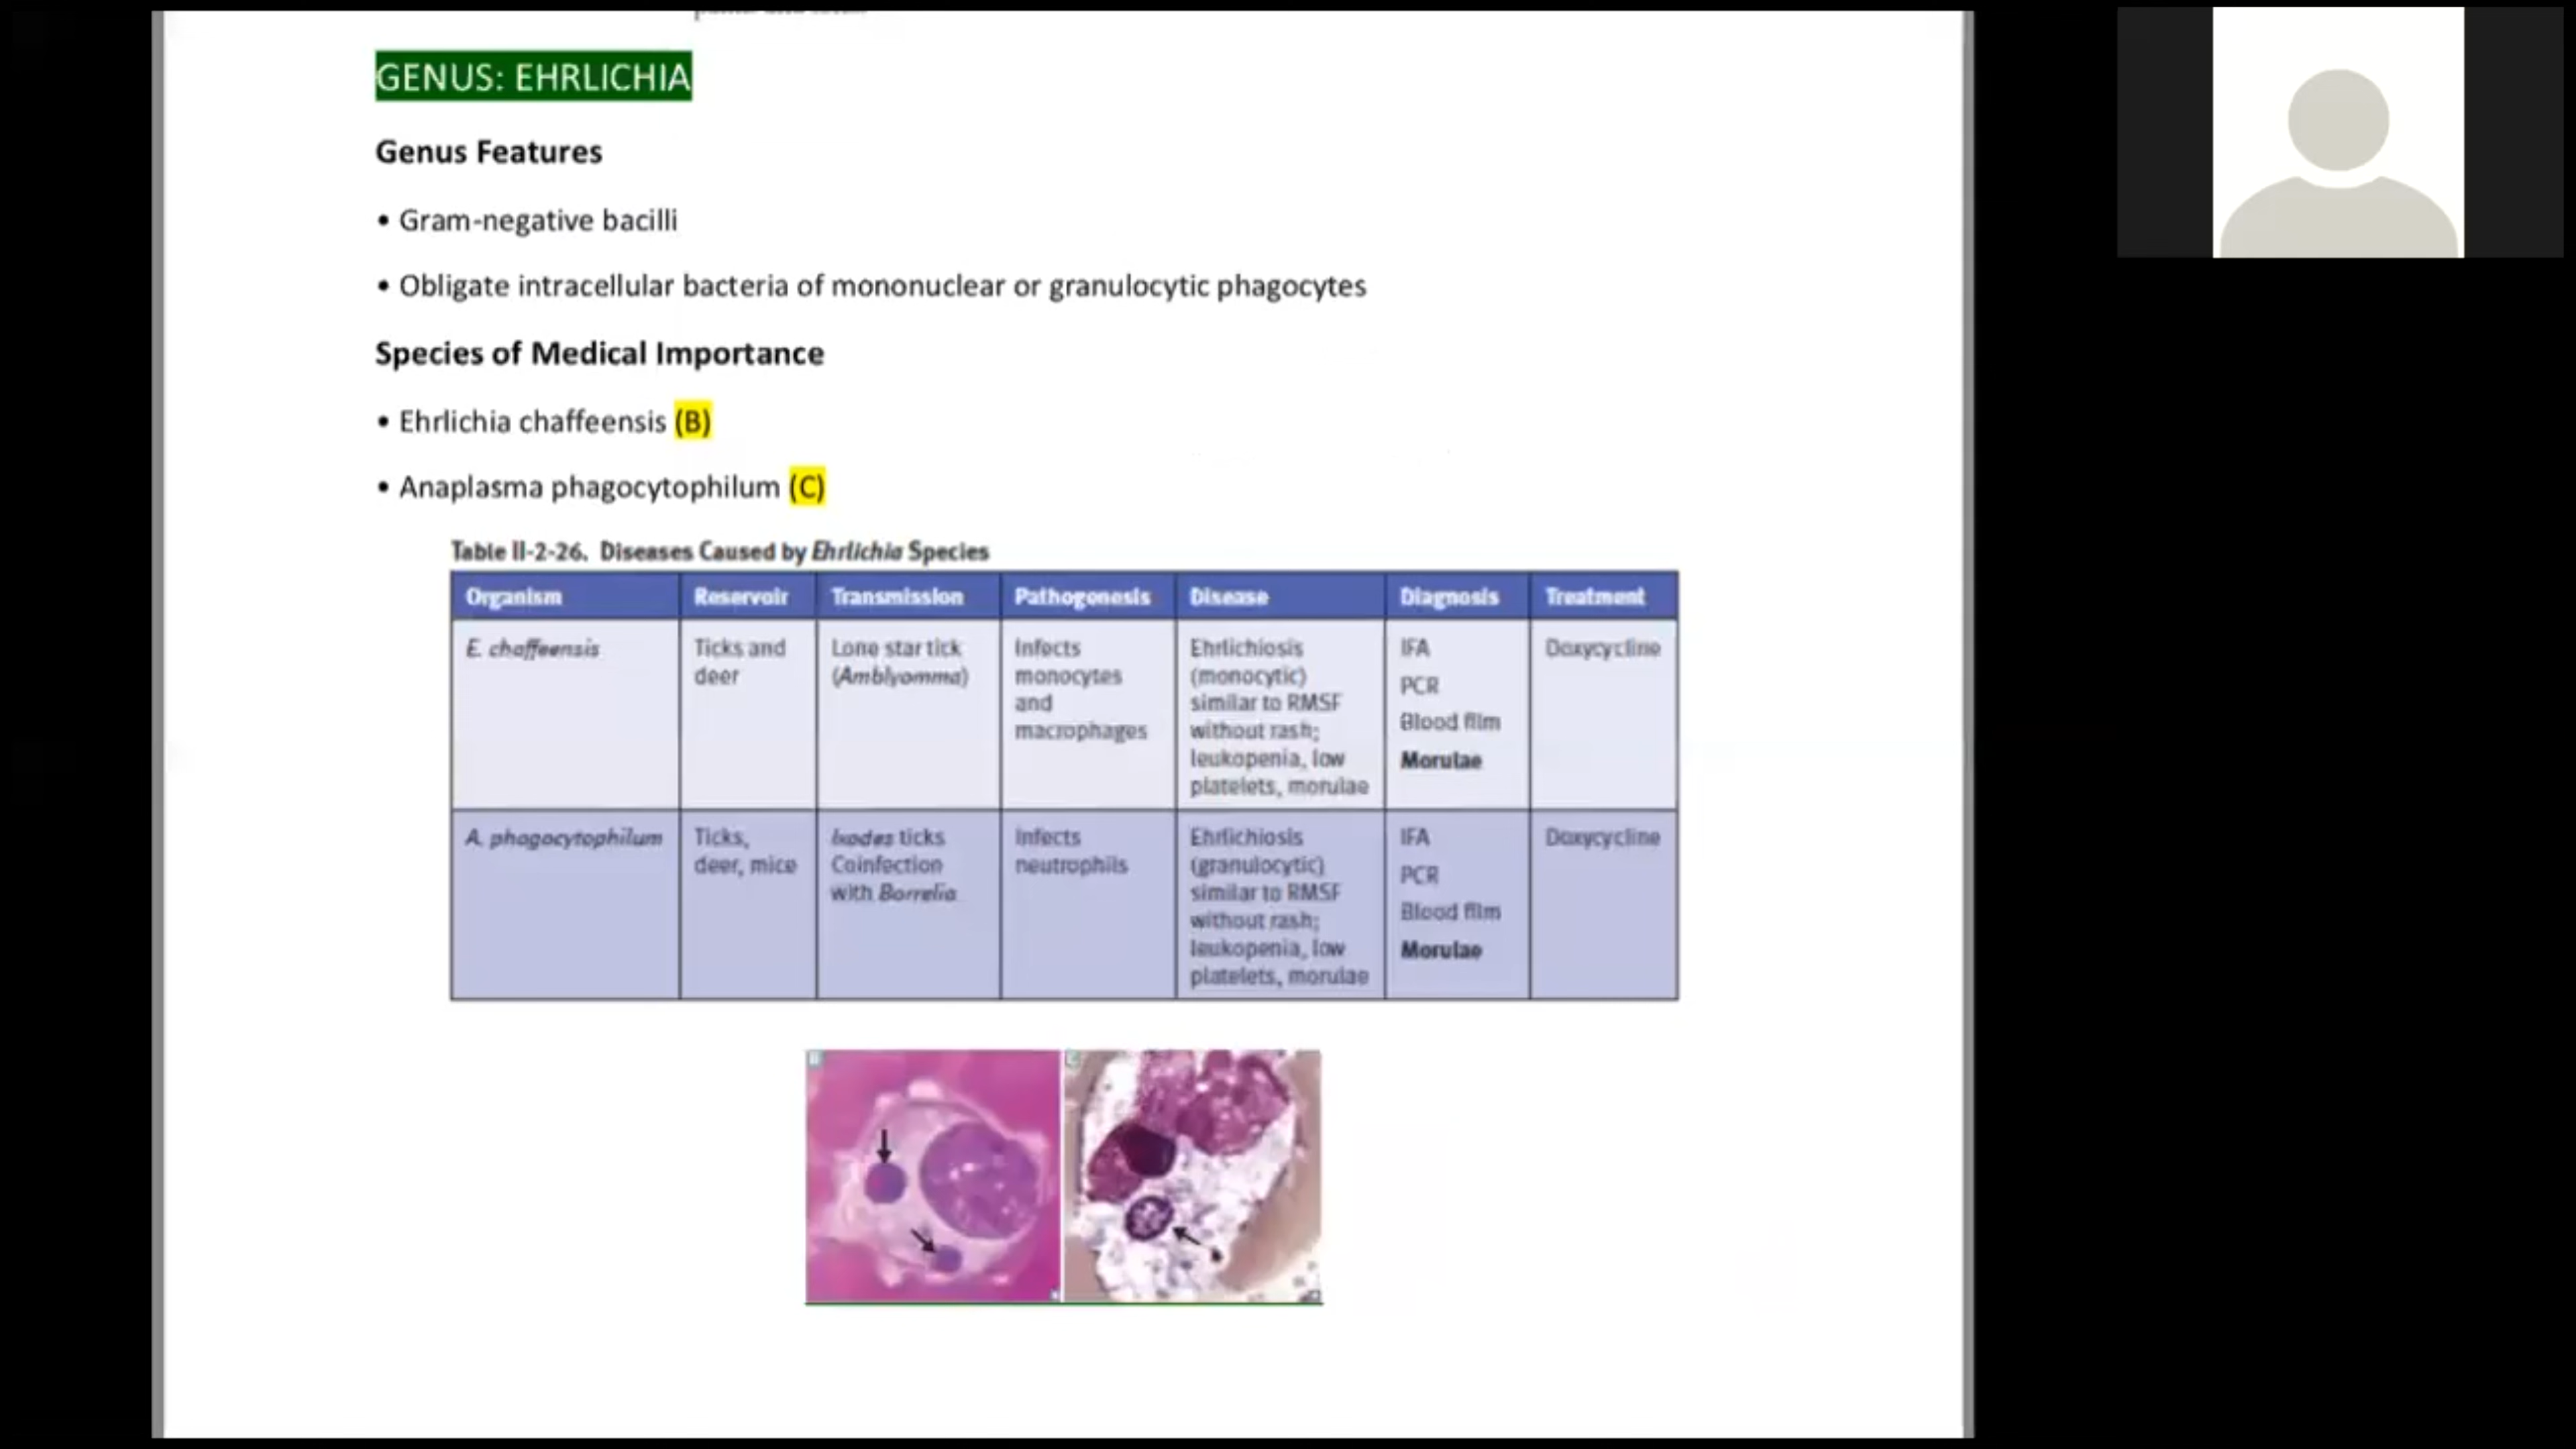 GENUS: EHRLICHIA
Genus Features
• Gram-negative bacilli
• Obligate intracellular bacteria of mononuclear or granulocytic phagocytes
Species of Medical Importance
• Ehrlichia chaffeensis (B)
• Anaplasma phagocytophilum (C)
Table II-2-26. Diseases Caused by Ehrlichia Species
Organism Reservoir Transmission Pathogenesis Disease Diagnosis Treatment
E. chaffeensis
Ticks and
deer
Lone star tick
(Amblyomma)
Infects
monocytes
and
macrophages
Ehrlichiosis
(monocytic)
similar to RMSF
without rash;
leukopenia, low
platelets, morulae
IFA
PCR
Blood film
Morulae
Doxycycline
A. phagocytophilum
Ticks,
deer, mice
Ixodes ticks
Coinfection
with Borrelia
Infects
neutrophils
Ehrlichiosis
(granulocytic)
similar to RMSF
without rash;
leukopenia, low
platelets, morulae
IFA
PCR
Blood film
Morulae
Doxycycline